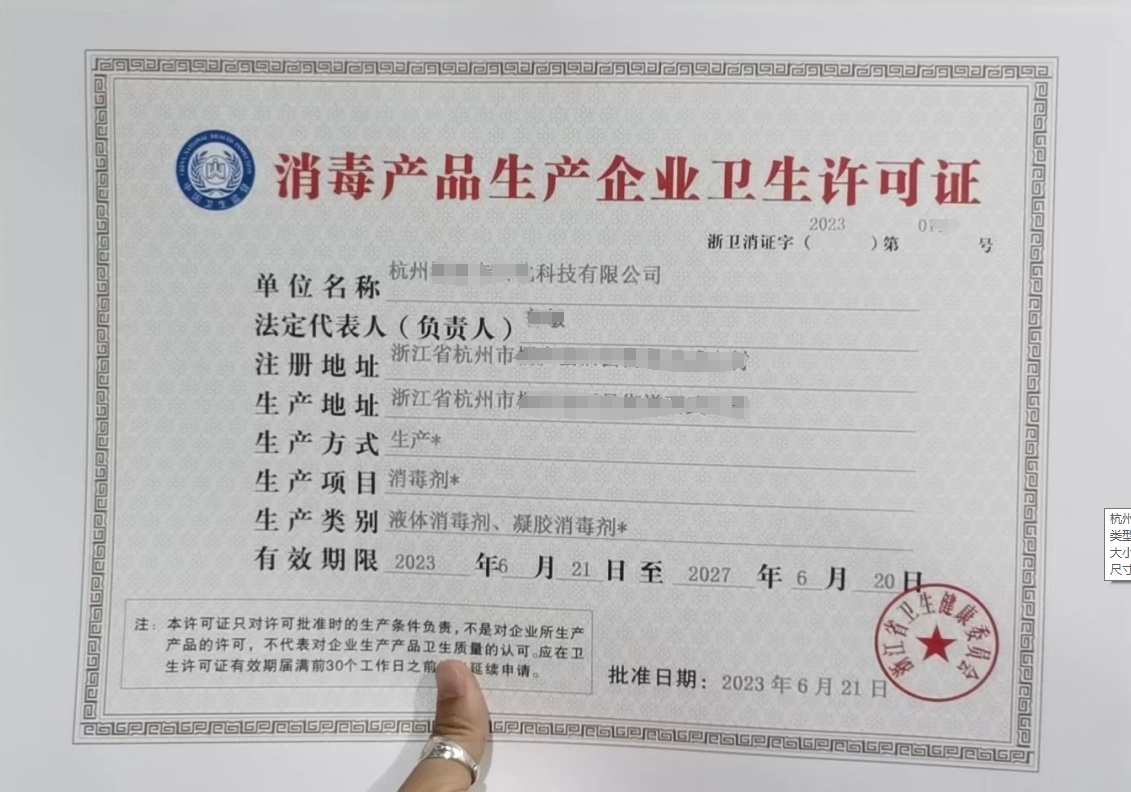 消毒产品生产企业卫生许可证
浙卫消证字（2023）第 0 号
单位名称 杭州 科技有限公司
法定代表人（负责人）
注册地址 浙江省杭州市
生产地址 浙江省杭州市
生产方式 生产*
生产项目 消毒剂*
生产类别 液体消毒剂、凝胶消毒剂*
有效期限 2023 年 6 月 21 日至 2027 年 6 月 20 日
注：本许可证只对许可批准时的生产条件负责，不是对企业所生产
产品的许可，不代表对企业生产产品卫生质量的认可。应在卫
生许可证有效期届满前30个工作日之前 延续申请。
批准日期：2023 年 6 月 21 日
浙江省卫生健康委员会
杭州
类型
大小
尺寸